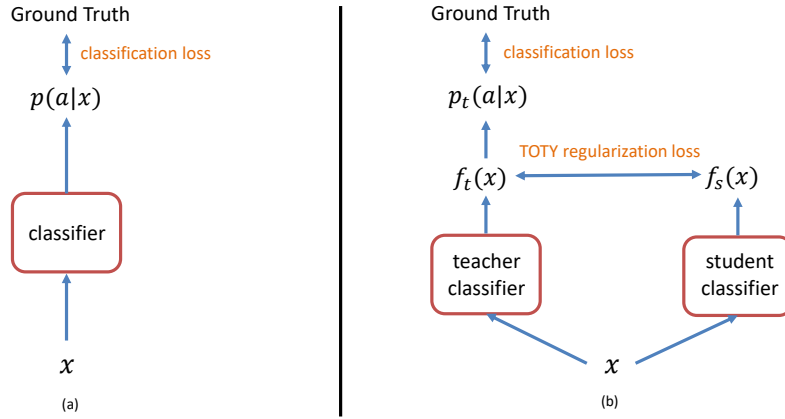 Ground Truth
classification loss
p(a|x)
classifier
x
(a)
Ground Truth
classification loss
p_t(a|x)
TOTY regularization loss
f_t(x)
f_s(x)
teacher
classifier
student
classifier
x
(b)